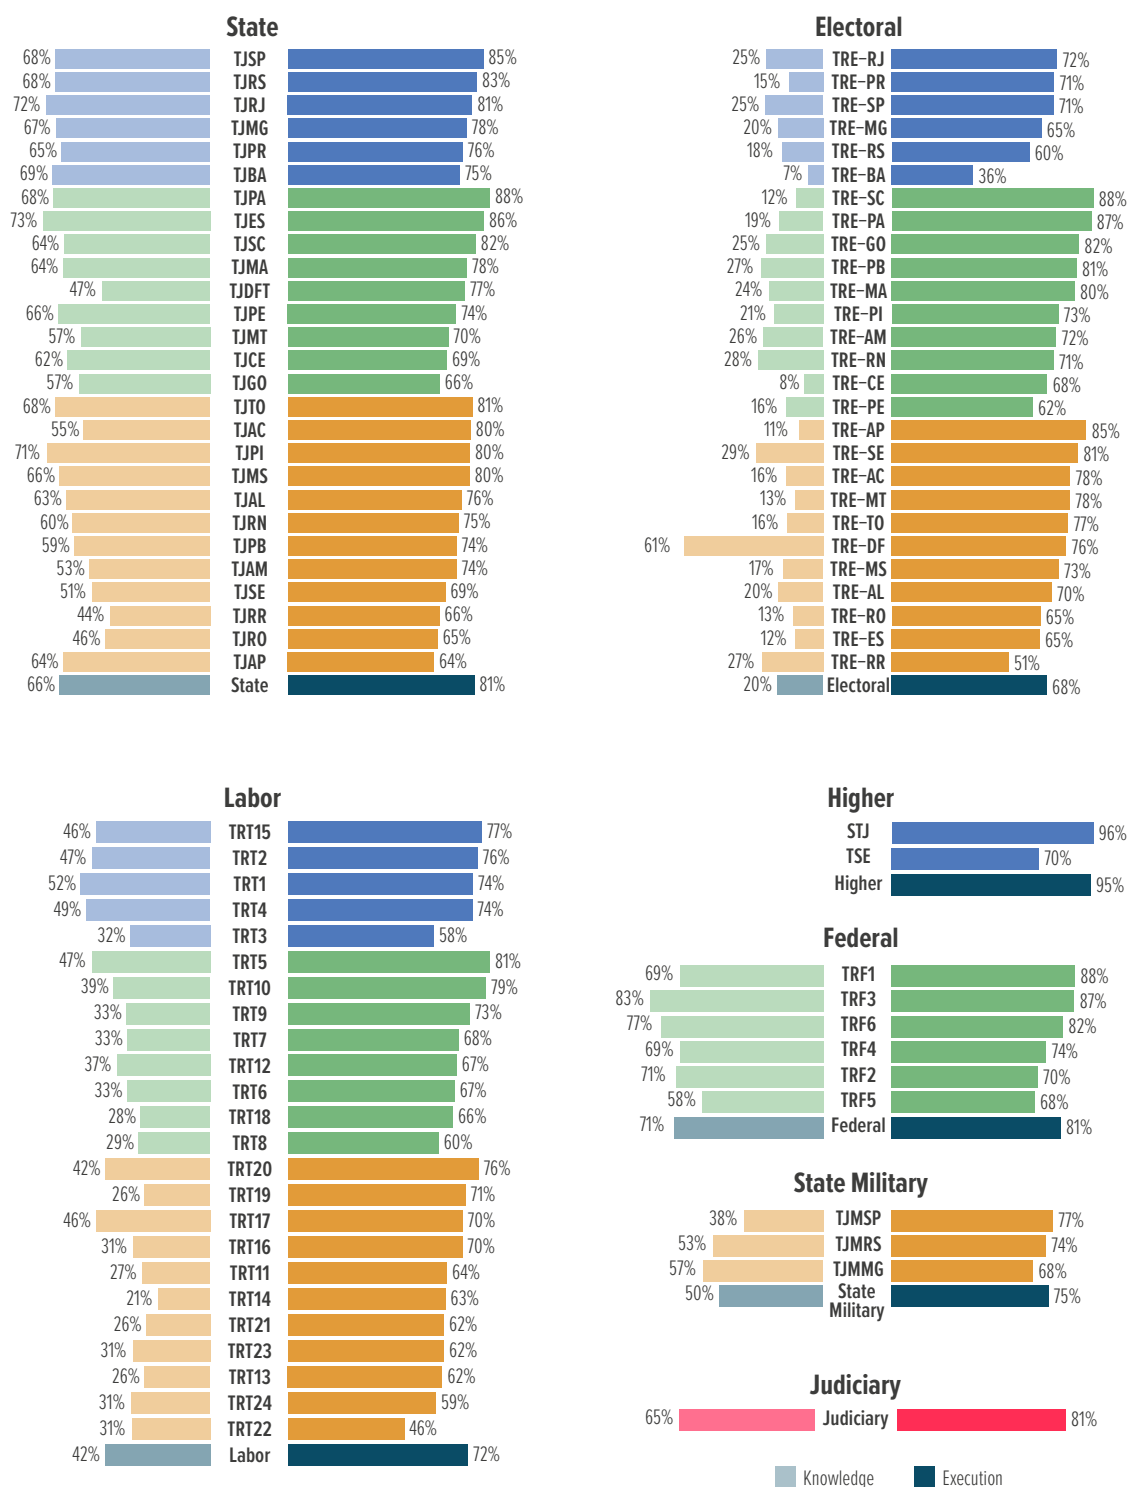 State
68% TJSP 85%
68% TJRS 83%
72% TJRJ 81%
67% TJMG 78%
65% TJPR 76%
69% TJBA 75%
68% TJPA 88%
73% TJES 86%
64% TJSC 82%
64% TJMA 78%
47% TJDFT 77%
66% TJPE 74%
57% TJMT 70%
62% TJCE 69%
57% TJGO 66%
68% TJTO 81%
55% TJAC 80%
71% TJPI 80%
66% TJMS 80%
63% TJAL 76%
60% TJRN 75%
59% TJPB 74%
53% TJAM 74%
51% TJSE 69%
44% TJRR 66%
46% TJRO 65%
64% TJAP 64%
66% State 81%
Electoral
25% TRE-RJ 72%
15% TRE-PR 71%
25% TRE-SP 71%
20% TRE-MG 65%
18% TRE-RS 60%
7% TRE-BA 36%
12% TRE-SC 88%
19% TRE-PA 87%
25% TRE-GO 82%
27% TRE-PB 81%
24% TRE-MA 80%
21% TRE-PI 73%
26% TRE-AM 72%
28% TRE-RN 71%
8% TRE-CE 68%
16% TRE-PE 62%
11% TRE-AP 85%
29% TRE-SE 81%
16% TRE-AC 78%
13% TRE-MT 78%
16% TRE-TO 77%
61% TRE-DF 76%
17% TRE-MS 73%
20% TRE-AL 70%
13% TRE-RO 65%
12% TRE-ES 65%
27% TRE-RR 51%
20% Electoral 68%
Labor
46% TRT15 77%
47% TRT2 76%
52% TRT1 74%
49% TRT4 74%
32% TRT3 58%
47% TRT5 81%
39% TRT10 79%
33% TRT9 73%
33% TRT7 68%
37% TRT12 67%
33% TRT6 67%
28% TRT18 66%
29% TRT8 60%
42% TRT20 76%
26% TRT19 71%
46% TRT17 70%
31% TRT16 70%
27% TRT11 64%
21% TRT14 63%
26% TRT21 62%
31% TRT23 62%
26% TRT13 62%
31% TRT24 59%
31% TRT22 46%
42% Labor 72%
Higher
STJ 96%
TSE 70%
Higher 95%
Federal
69% TRF1 88%
83% TRF3 87%
77% TRF6 82%
69% TRF4 74%
71% TRF2 70%
58% TRF5 68%
71% Federal 81%
State Military
38% TJMSP 77%
53% TJMRS 74%
57% TJMMG 68%
50% State 75%
Military
Judiciary
65% Judiciary 81%
Knowledge Execution